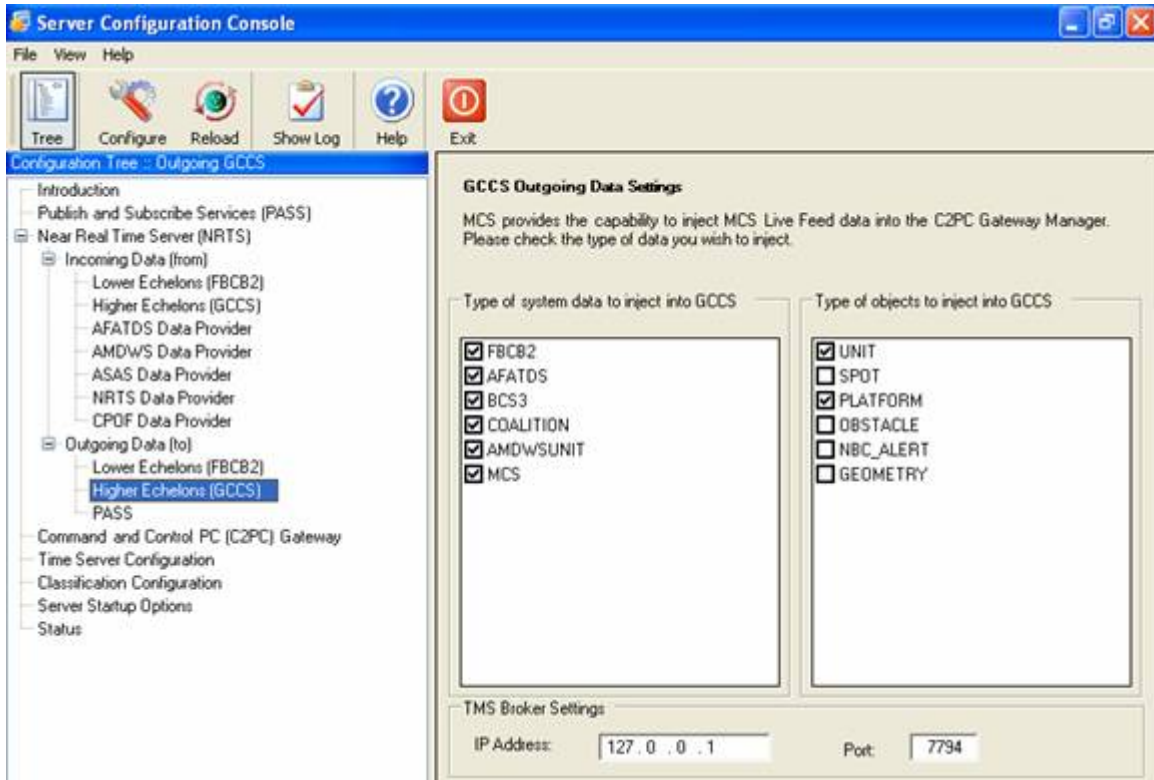 Server Configuration Console
File View Help
Tree Configure Reload Show Log Help Exit
Configuration Tree :: Outgoing GCCS
Introduction
Publish and Subscribe Services (PASS)
Near Real Time Server (NRTS)
Incoming Data (from)
Lower Echelons (FBCB2)
Higher Echelons (GCCS)
AFATDS Data Provider
AMDWS Data Provider
ASAS Data Provider
NRTS Data Provider
CPOF Data Provider
Outgoing Data (to)
Lower Echelons (FBCB2)
Higher Echelons (GCCS)
PASS
Command and Control PC (C2PC) Gateway
Time Server Configuration
Classification Configuration
Server Startup Options
Status
GCCS Outgoing Data Settings
MCS provides the capability to inject MCS Live Feed data into the C2PC Gateway Manager.
Please check the type of data you wish to inject.
Type of system data to inject into GCCS
FBCB2
AFATDS
BCS3
COALITION
AMDWSUNIT
MCS
Type of objects to inject into GCCS
UNIT
SPOT
PLATFORM
OBSTACLE
NBC_ALERT
GEOMETRY
TMS Broker Settings
IP Address: 127 . 0 . 0 . 1 Port: 7794